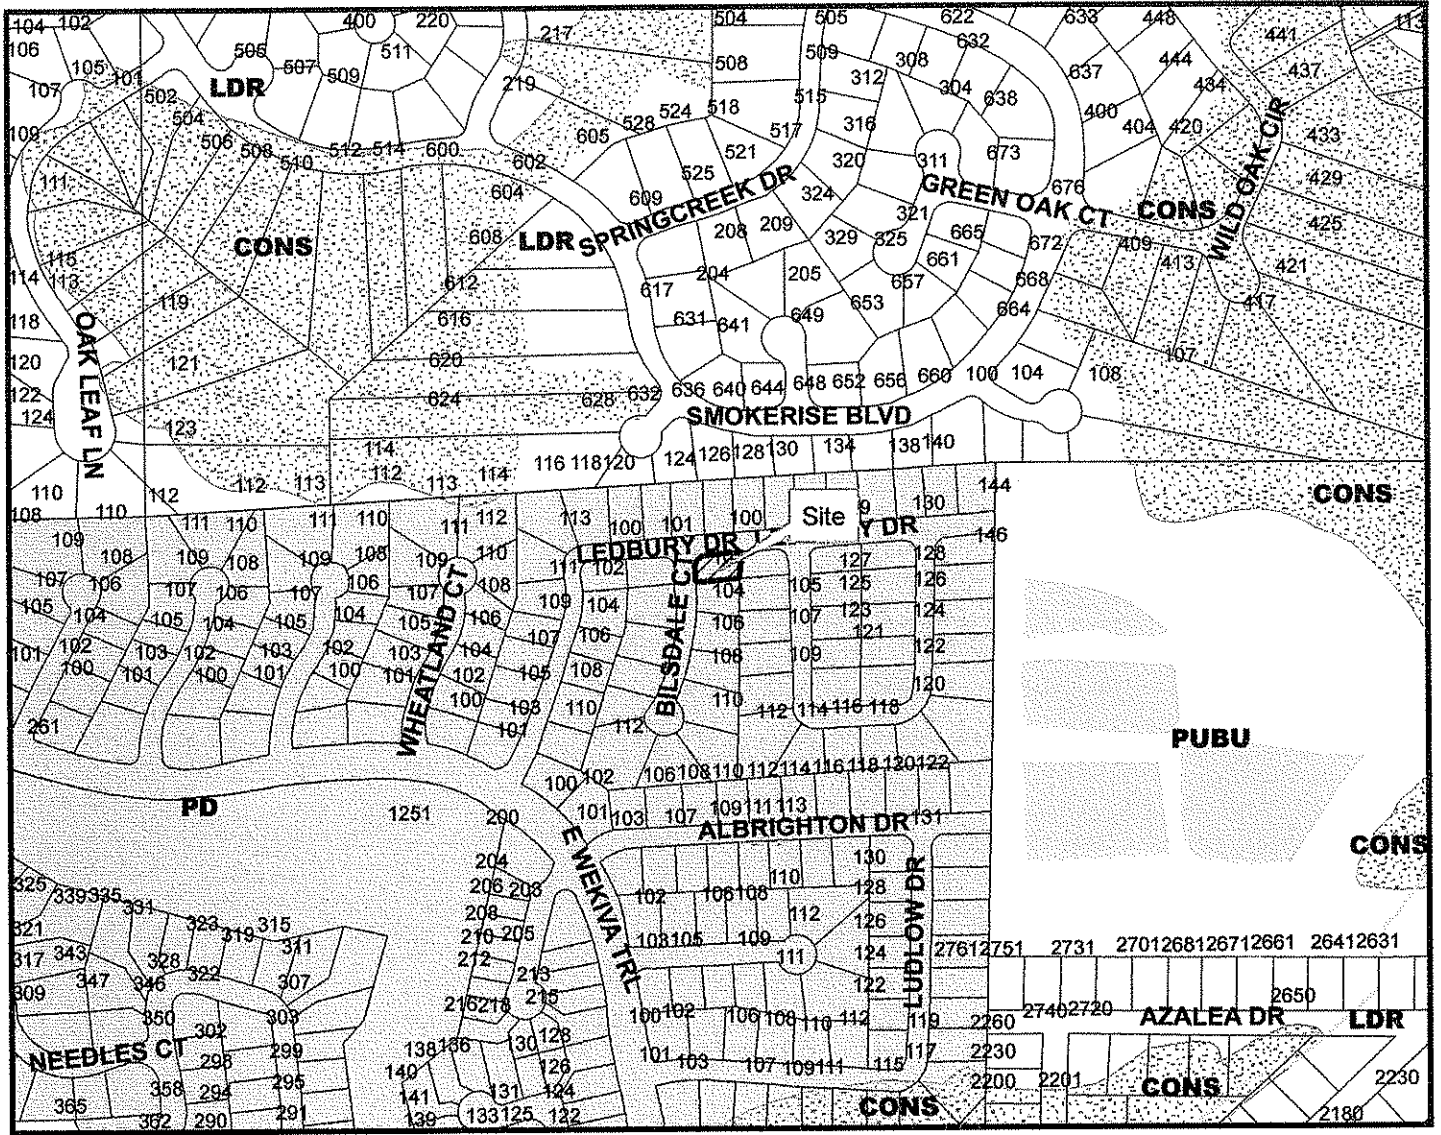 104 102 400 220 504 505 622 633 448 113
106 505 511 217 509 308 632 441
105 101 507 509 219 508 312 304 637 444 437
107 LDR 502 515 638 434
109 504 506 508 510 512 514 600 605 528 524 518 517 316 400 404 420 433
602 521 320 311 673
111 604 609 525 324 GREEN OAK CT 676 CONS WILD OAK CIR 429
SPRINGCREEK DR
CONS 608 LDR 208 209 329 325 321 665 672 409 425
115 113 114 119 612 617 204 205 657 661 668 413 421
118 616 631 641 649 653 664 417
OAK LEAF LN
120 121 620 107
122 124 624 628 632 636 640 644 648 652 656 660 100 104 108
123 SMOKERISE BLVD
114 116 118 120 124 126 128 130 134 138 140
110 112 112 113 112 113 114 144 CONS
108 110 111 110 111 110 111 112 113 100 101 100 Site 9 130
LEDBURY DR Y DR 146
109 108 109 108 109 108 109 110 111 102 127 128
107 106 107 106 107 106 107 108 104 105 125 126
105 104 105 104 105 104 105 106 109 104 106 107 123 124
WHEATLAND CT
BILSDALE CT
101 102 103 102 103 102 103 104 107 106 108 109 121 122
100 101 100 101 100 101 102 105 108 110 120
261 100 103 101 110 112 112 114 116 118
PUBU
100 102 106 108 110 112 114 116 118 120 122
PD 1251 200 101 103 107 109 111 113 131
ALBRIGHTON DR
E WEKIVA TRL
LUDLOW DR
CONS
204 130
325 339 335 331 206 203 102 106 108 110 128
321 323 319 315 208 205 112 126
317 343 328 311 210 212 103 105 109 111 124 2761 2751 2731 2701 2681 2671 2661 2641 2631
309 347 346 322 307 213 122
350 302 303 216 218 215 100 102 106 108 110 112 119 2260 2740 2720 2650
AZALEA DR LDR
NEEDLES CT 298 299 138 136 130 128 101 103 107 109 111 115 117 2230
358 294 295 140 131 126 124 2200 2201 CONS 2230
365 362 290 291 141 139 133 125 122 CONS 2180